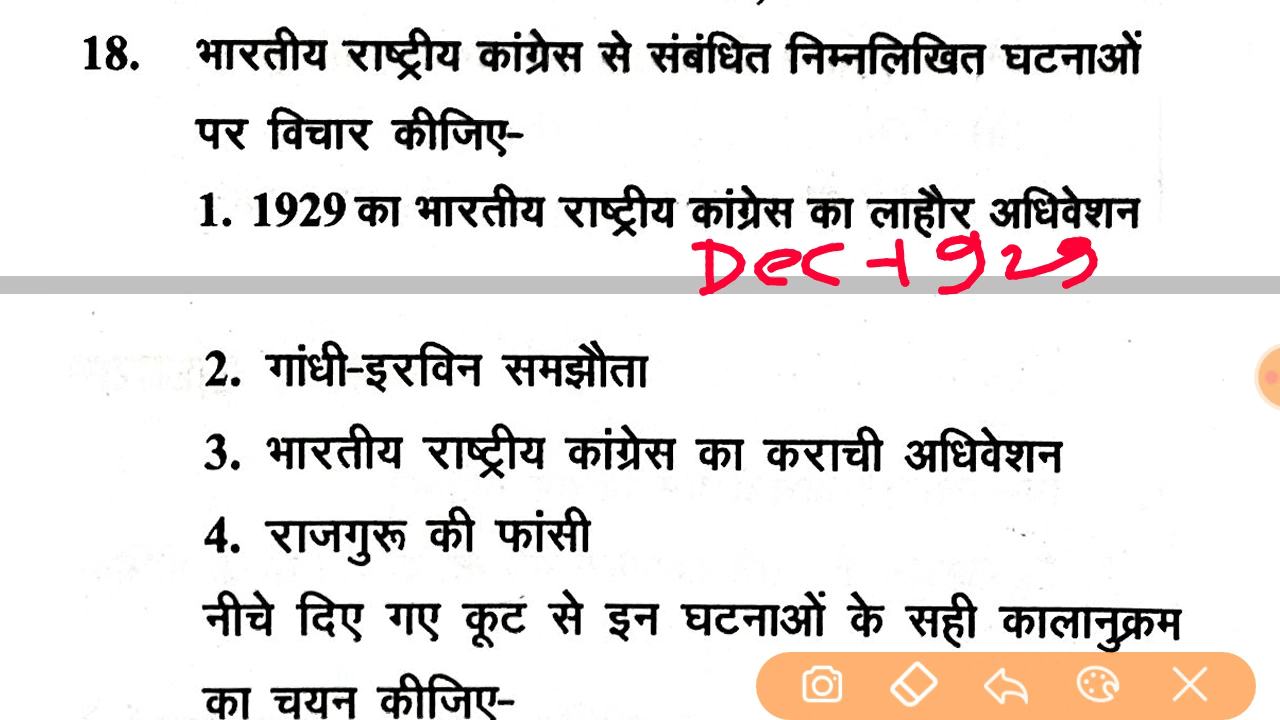 18. भारतीय राष्ट्रीय कांग्रेस से संबंधित निम्नलिखित घटनाओं
पर विचार कीजिए-
1. 1929 का भारतीय राष्ट्रीय कांग्रेस का लाहौर अधिवेशन
Dec-1929
2. गांधी-इरविन समझौता
3. भारतीय राष्ट्रीय कांग्रेस का कराची अधिवेशन
4. राजगुरू की फांसी
नीचे दिए गए कूट से इन घटनाओं के सही कालानुक्रम
का चयन कीजिए-